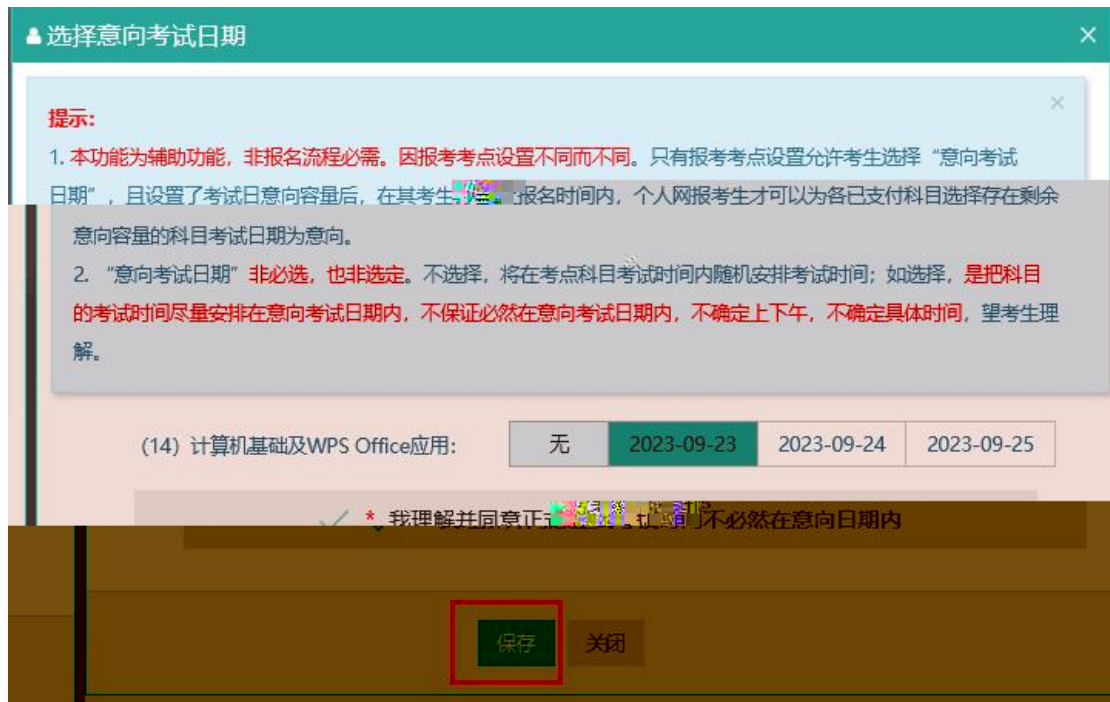 选择意向考试日期
提示:
1. 本功能为辅助功能，非报名流程必需。因报考考点设置不同而不同。只有报考考点设置允许考生选择“意向考试
日期”，且设置了考试日意向容量后，在其考生 报名时间内，个人网报考生才可以为各已支付科目选择存在剩余
意向容量的科目考试日期为意向。
2. “意向考试日期”非必选，也非选定。不选择，将在考点科目考试时间内随机安排考试时间；如选择，是把科目
的考试时间尽量安排在意向考试日期内，不保证必然在意向考试日期内，不确定上下午，不确定具体时间，望考生理
解。
(14) 计算机基础及WPS Office应用: 无 2023-09-23 2023-09-24 2023-09-25
* 我理解并同意正 不必然在意向日期内
保存 关闭